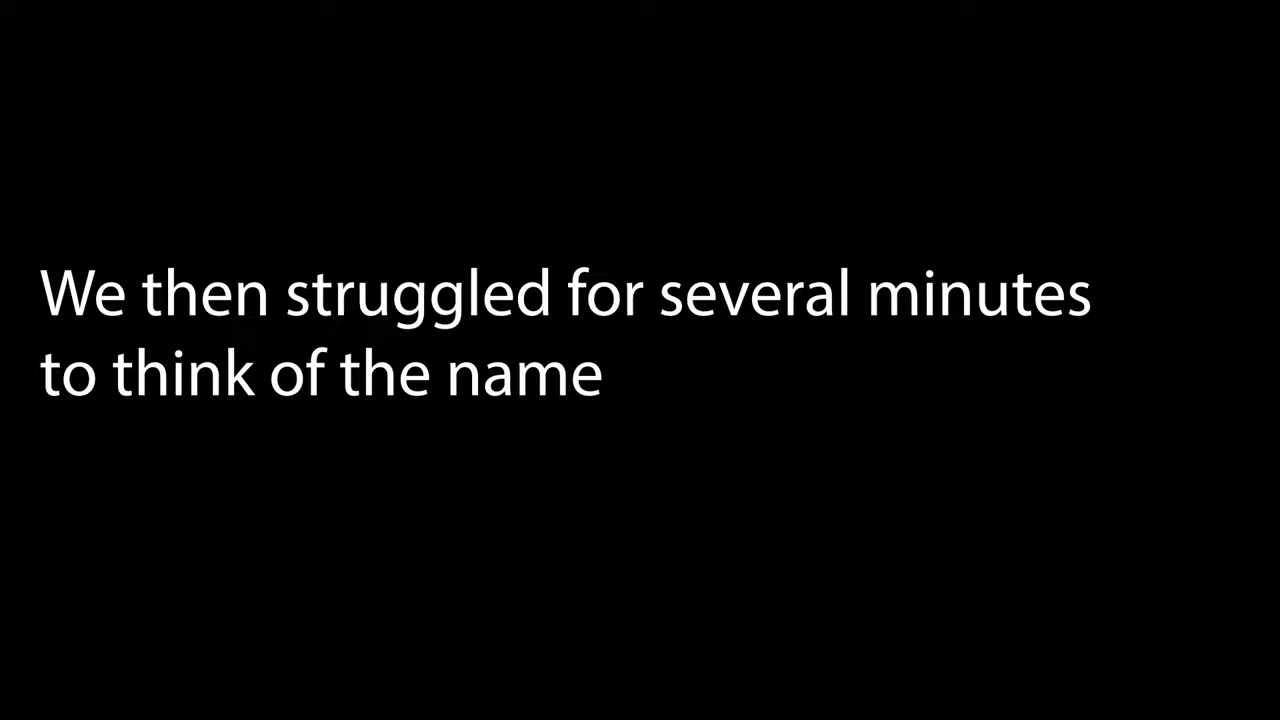 We then struggled for several minutes
to think of the name